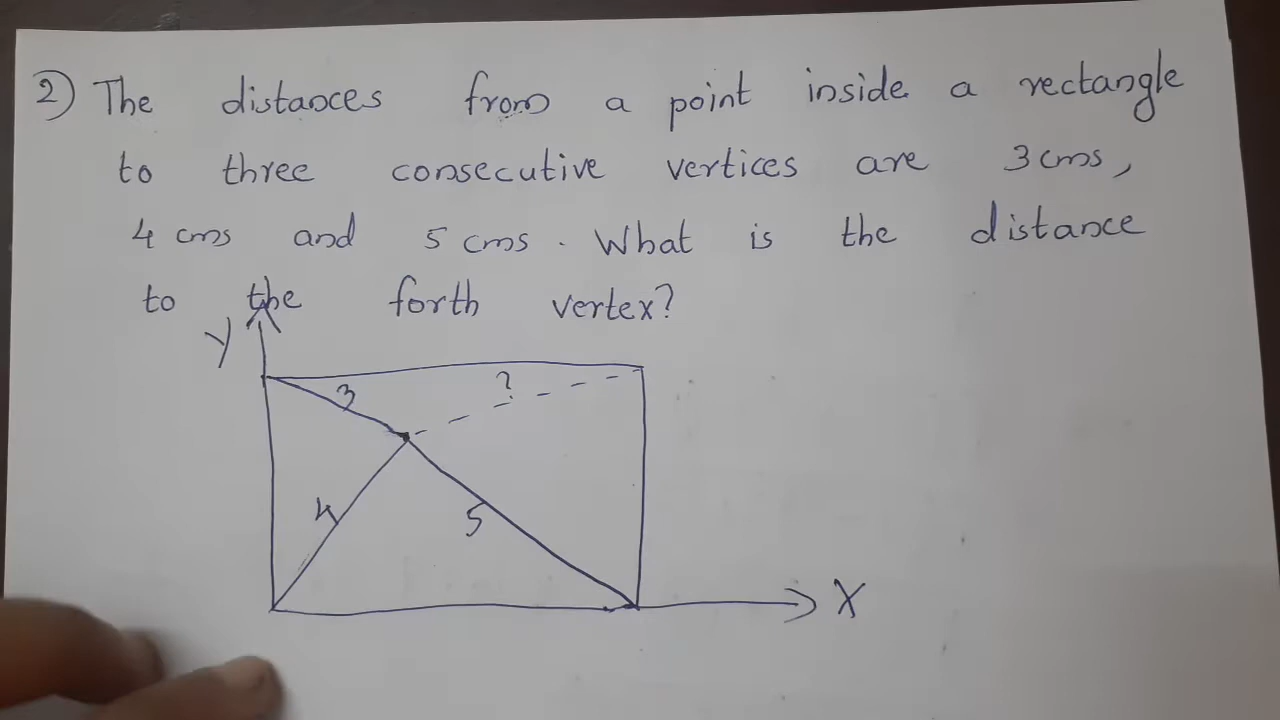 2) The distances from a point inside a rectangle
to three consecutive vertices are 3 cms,
4 cms and 5 cms. What is the distance
to the forth vertex?
Y
3 ?
4 5
X